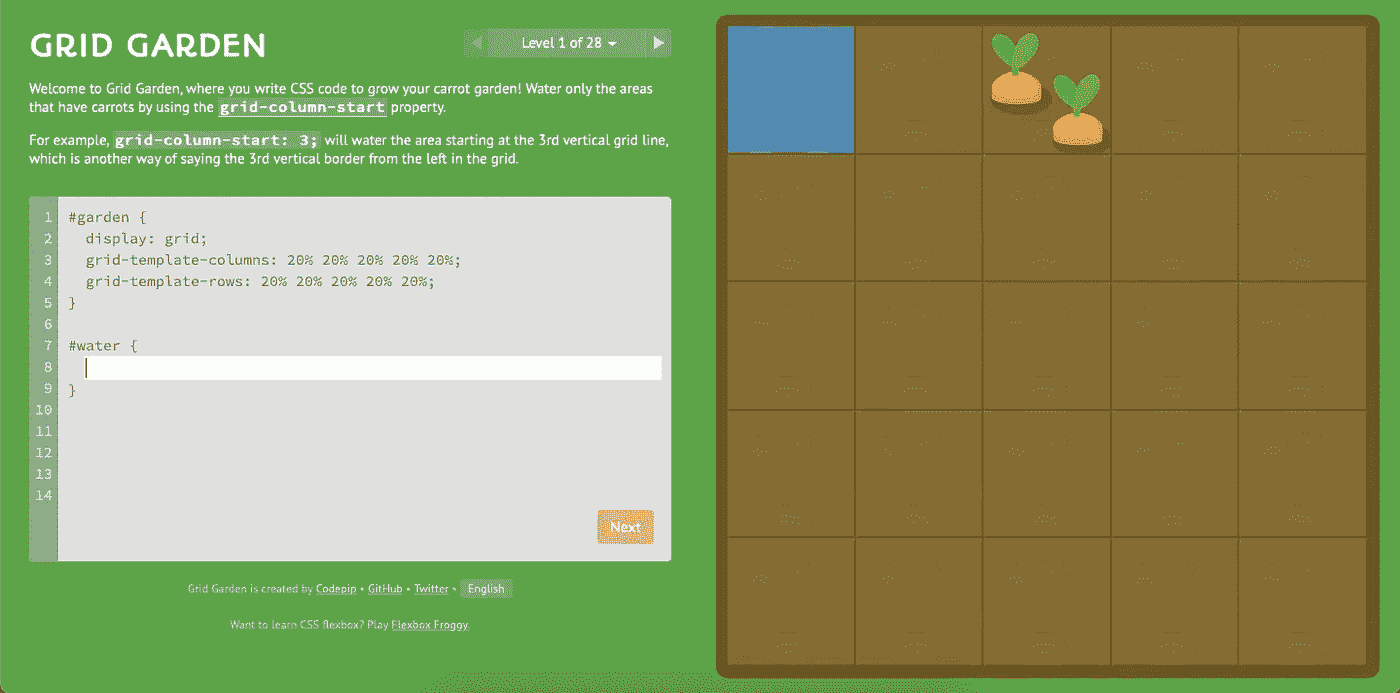 GRID GARDEN
Level 1 of 28
Welcome to Grid Garden, where you write CSS code to grow your carrot garden! Water only the areas
that have carrots by using the grid-column-start property.
For example, grid-column-start: 3; will water the area starting at the 3rd vertical grid line,
which is another way of saying the 3rd vertical border from the left in the grid.
1 #garden {
2 display: grid;
3 grid-template-columns: 20% 20% 20% 20% 20%;
4 grid-template-rows: 20% 20% 20% 20% 20%;
5 }
6
7 #water {
8
9 }
10
11
12
13
14
Next
Grid Garden is created by Codepip • GitHub • Twitter • English
Want to learn CSS flexbox? Play Flexbox Froggy.